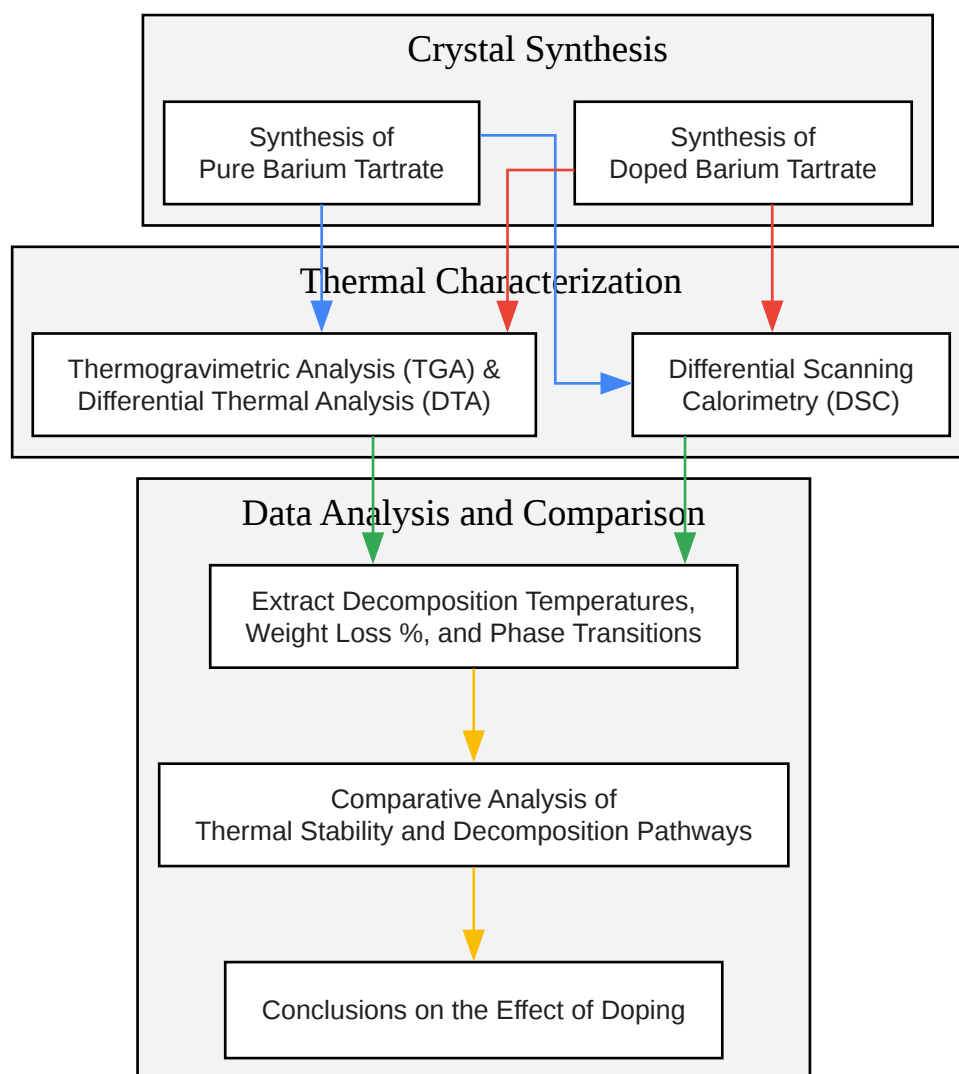 Crystal Synthesis
Synthesis of
Pure Barium Tartrate
Synthesis of
Doped Barium Tartrate
Thermal Characterization
Thermogravimetric Analysis (TGA) &
Differential Thermal Analysis (DTA)
Differential Scanning
Calorimetry (DSC)
Data Analysis and Comparison
Extract Decomposition Temperatures,
Weight Loss %, and Phase Transitions
Comparative Analysis of
Thermal Stability and Decomposition Pathways
Conclusions on the Effect of Doping